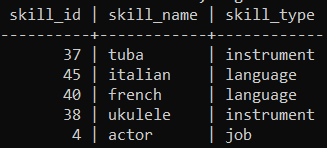 skill_id | skill_name | skill_type
----------+------------+------------
37 | tuba | instrument
45 | italian | language
40 | french | language
38 | ukulele | instrument
4 | actor | job